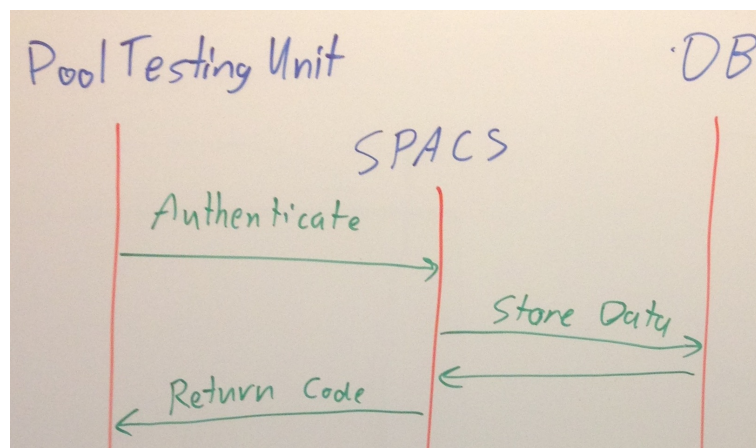 Pool Testing Unit
DB
SPACS
Authenticate
Store Data
Return Code